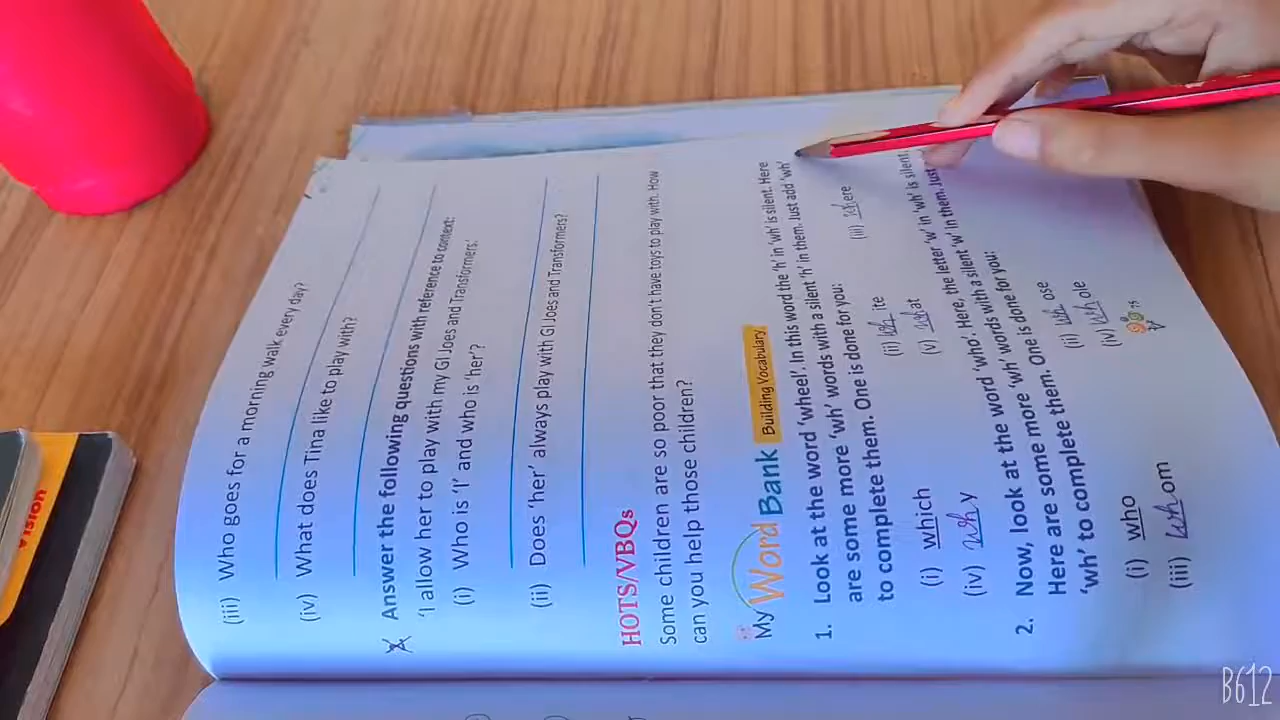 (iii) Who goes for a morning walk every day?
(iv) What does Tina like to play with?
Answer the following questions with reference to context:
'I allow her to play with my GI Joes and Transformers.'
(i) Who is 'I' and who is 'her'?
(ii) Does 'her' always play with GI Joes and Transformers?
HOTS/VBQs
Some children are so poor that they don't have toys to play with. How
can you help those children?
My Word Bank Building Vocabulary
1. Look at the word 'wheel'. In this word the 'h' in 'wh' is silent. Here
are some more 'wh' words with a silent 'h' in them. Just add 'wh'
to complete them. One is done for you:
(i) which (ii) white (iii) where
(iv) why (v) what
2. Now, look at the word 'who'. Here, the letter 'w' in 'wh' is silent.
Here are some more 'wh' words with a silent 'w' in them. Just
'wh' to complete them. One is done for you:
(i) who (ii) whose
(iii) whom (iv) whole
75
Vision
B612